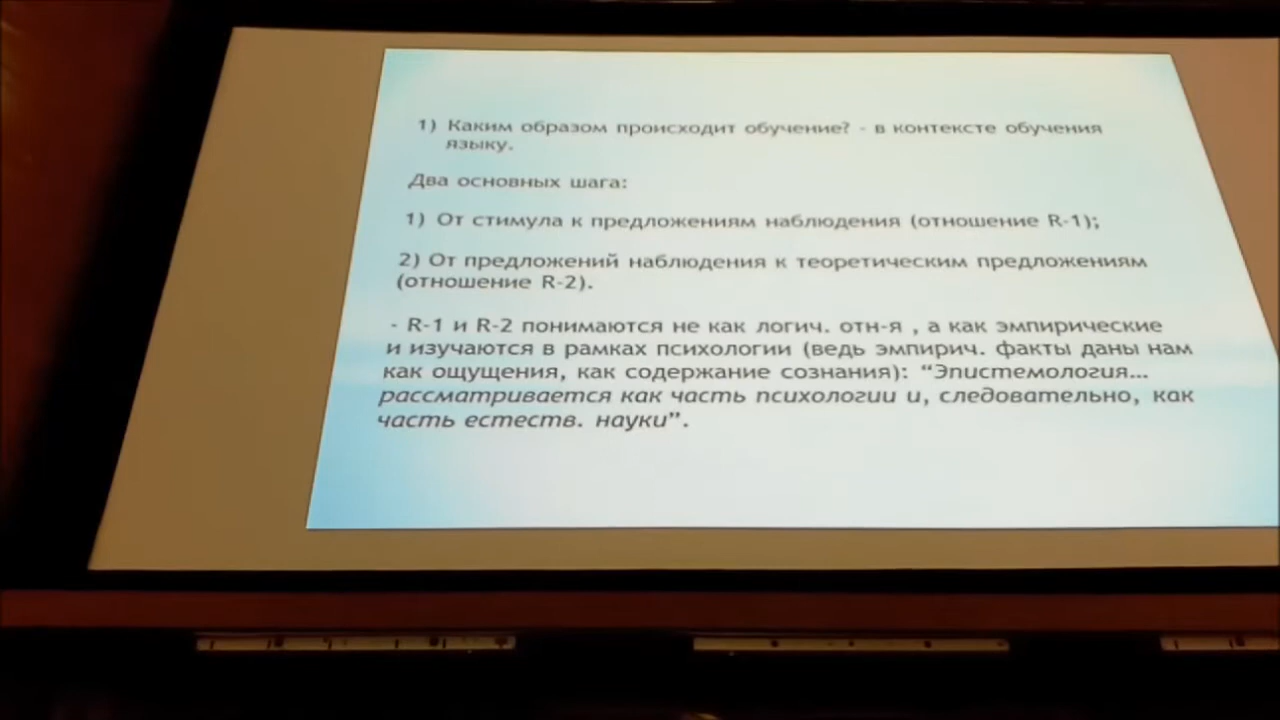 1) Каким образом происходит обучение? - в контексте обучения
языку.
Два основных шага:
1) От стимула к предложениям наблюдения (отношение R-1);
2) От предложений наблюдения к теоретическим предложениям
(отношение R-2).
- R-1 и R-2 понимаются не как логич. отн-я , а как эмпирические
и изучаются в рамках психологии (ведь эмпирич. факты даны нам
как ощущения, как содержание сознания): “Эпистемология...
рассматривается как часть психологии и, следовательно, как
часть естеств. науки”.